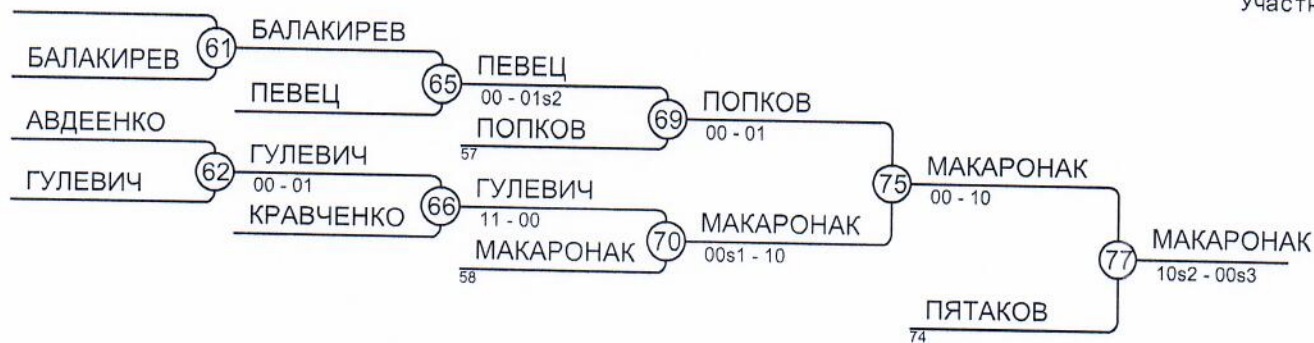 Участн
БАЛАКИРЕВ
61
БАЛАКИРЕВ
ПЕВЕЦ
65
ПЕВЕЦ
00 - 01s2
ПОПКОВ
57
69
ПОПКОВ
00 - 01
АВДЕЕНКО
ГУЛЕВИЧ
62
ГУЛЕВИЧ
00 - 01
КРАВЧЕНКО
66
ГУЛЕВИЧ
11 - 00
МАКАРОНАК
58
70
МАКАРОНАК
00s1 - 10
75
МАКАРОНАК
00 - 10
ПЯТАКОВ
74
77
МАКАРОНАК
10s2 - 00s3